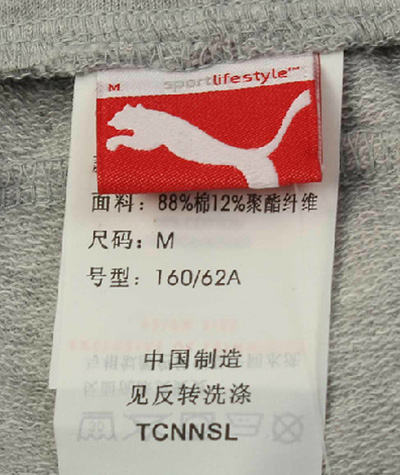 M sportlifestyle™
面料：88%棉12%聚酯纤维
尺码：M
号型：160/62A
中国制造
见反转洗涤
TCNNSL